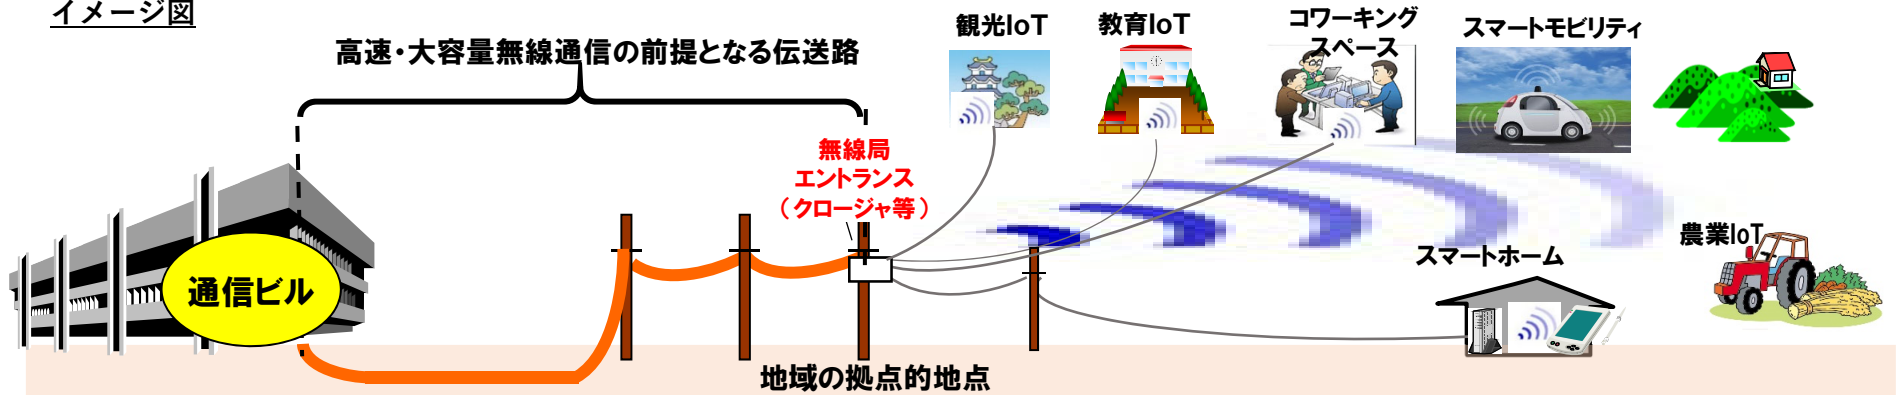 イメージ図
高速・大容量無線通信の前提となる伝送路
観光IoT
教育IoT
コワーキング
スペース
スマートモビリティ
無線局
エントランス
（クロージャ等）
通信ビル
スマートホーム
農業IoT
地域の拠点的地点